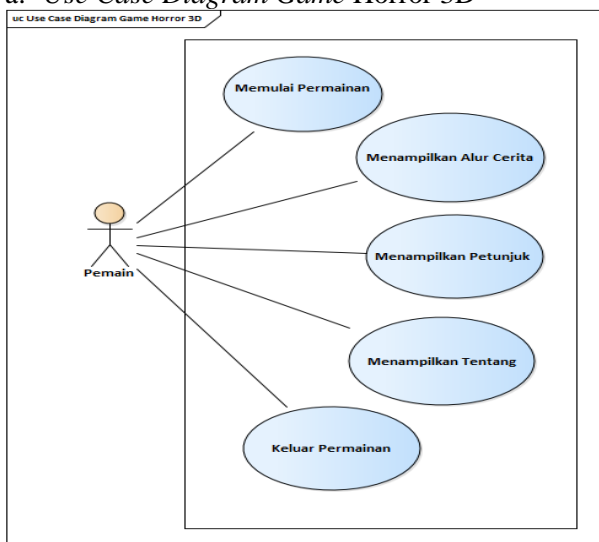 a. Use Case Diagram Game Horror 3D
uc Use Case Diagram Game Horror 3D
Memulai Permainan
Menampilkan Alur Cerita
Menampilkan Petunjuk
Pemain
Menampilkan Tentang
Keluar Permainan